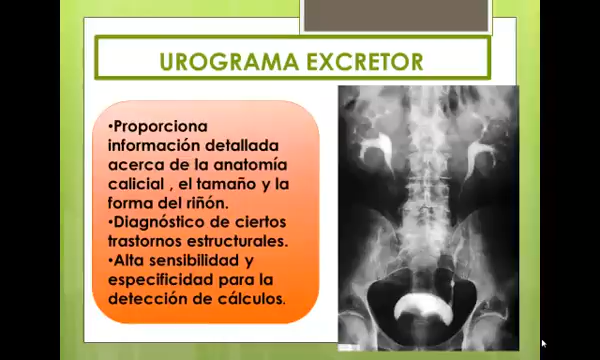 UROGRAMA EXCRETOR
•Proporciona
información detallada
acerca de la anatomía
calicial , el tamaño y la
forma del riñón.
•Diagnóstico de ciertos
trastornos estructurales.
•Alta sensibilidad y
especificidad para la
detección de cálculos.